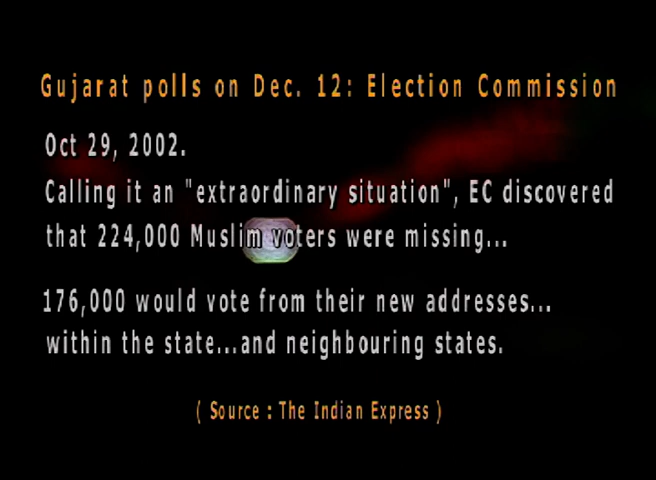 Gujarat polls on Dec. 12: Election Commission
Oct 29, 2002.
Calling it an "extraordinary situation", EC discovered
that 224,000 Muslim voters were missing...
176,000 would vote from their new addresses...
within the state...and neighbouring states.
( Source : The Indian Express )